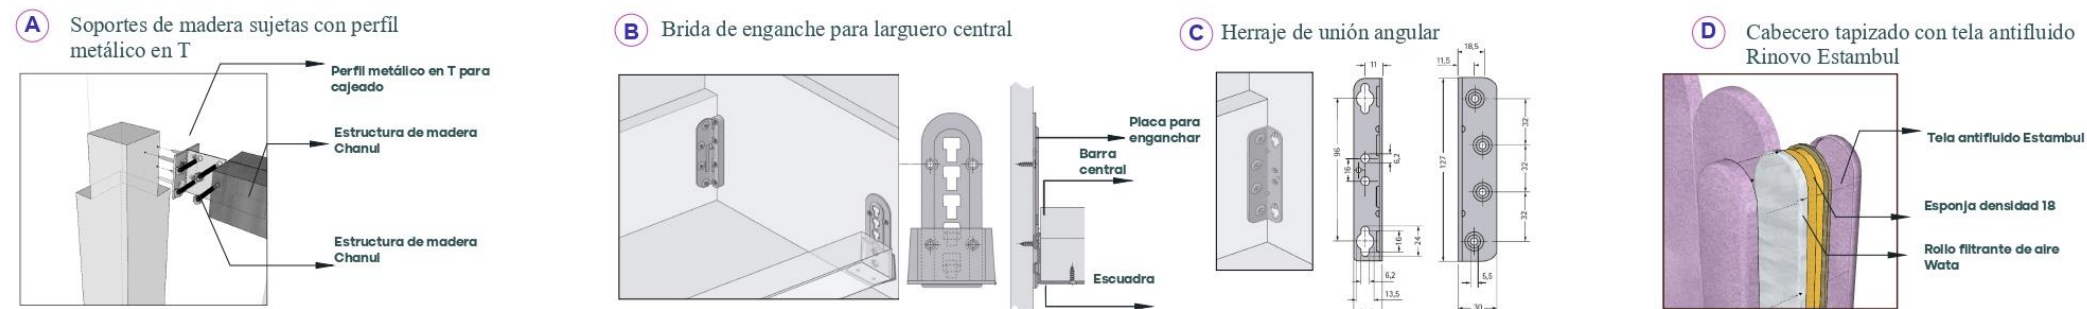 A
Soportes de madera sujetas con perfíl
metálico en T
Perfil metálico en T para
cajeado
Estructura de madera
Chanul
Estructura de madera
Chanul
B
Brida de enganche para larguero central
Placa para
enganchar
Barra
central
Escuadra
C
Herraje de unión angular
11
96
16
6,2
16
24
6,2
13,5
18,5
11,5
127
32
32
32
5,5
30
D
Cabecero tapizado con tela antifluido
Rinovo Estambul
Tela antifluido Estambul
Esponja densidad 18
Rollo filtrante de aire
Wata